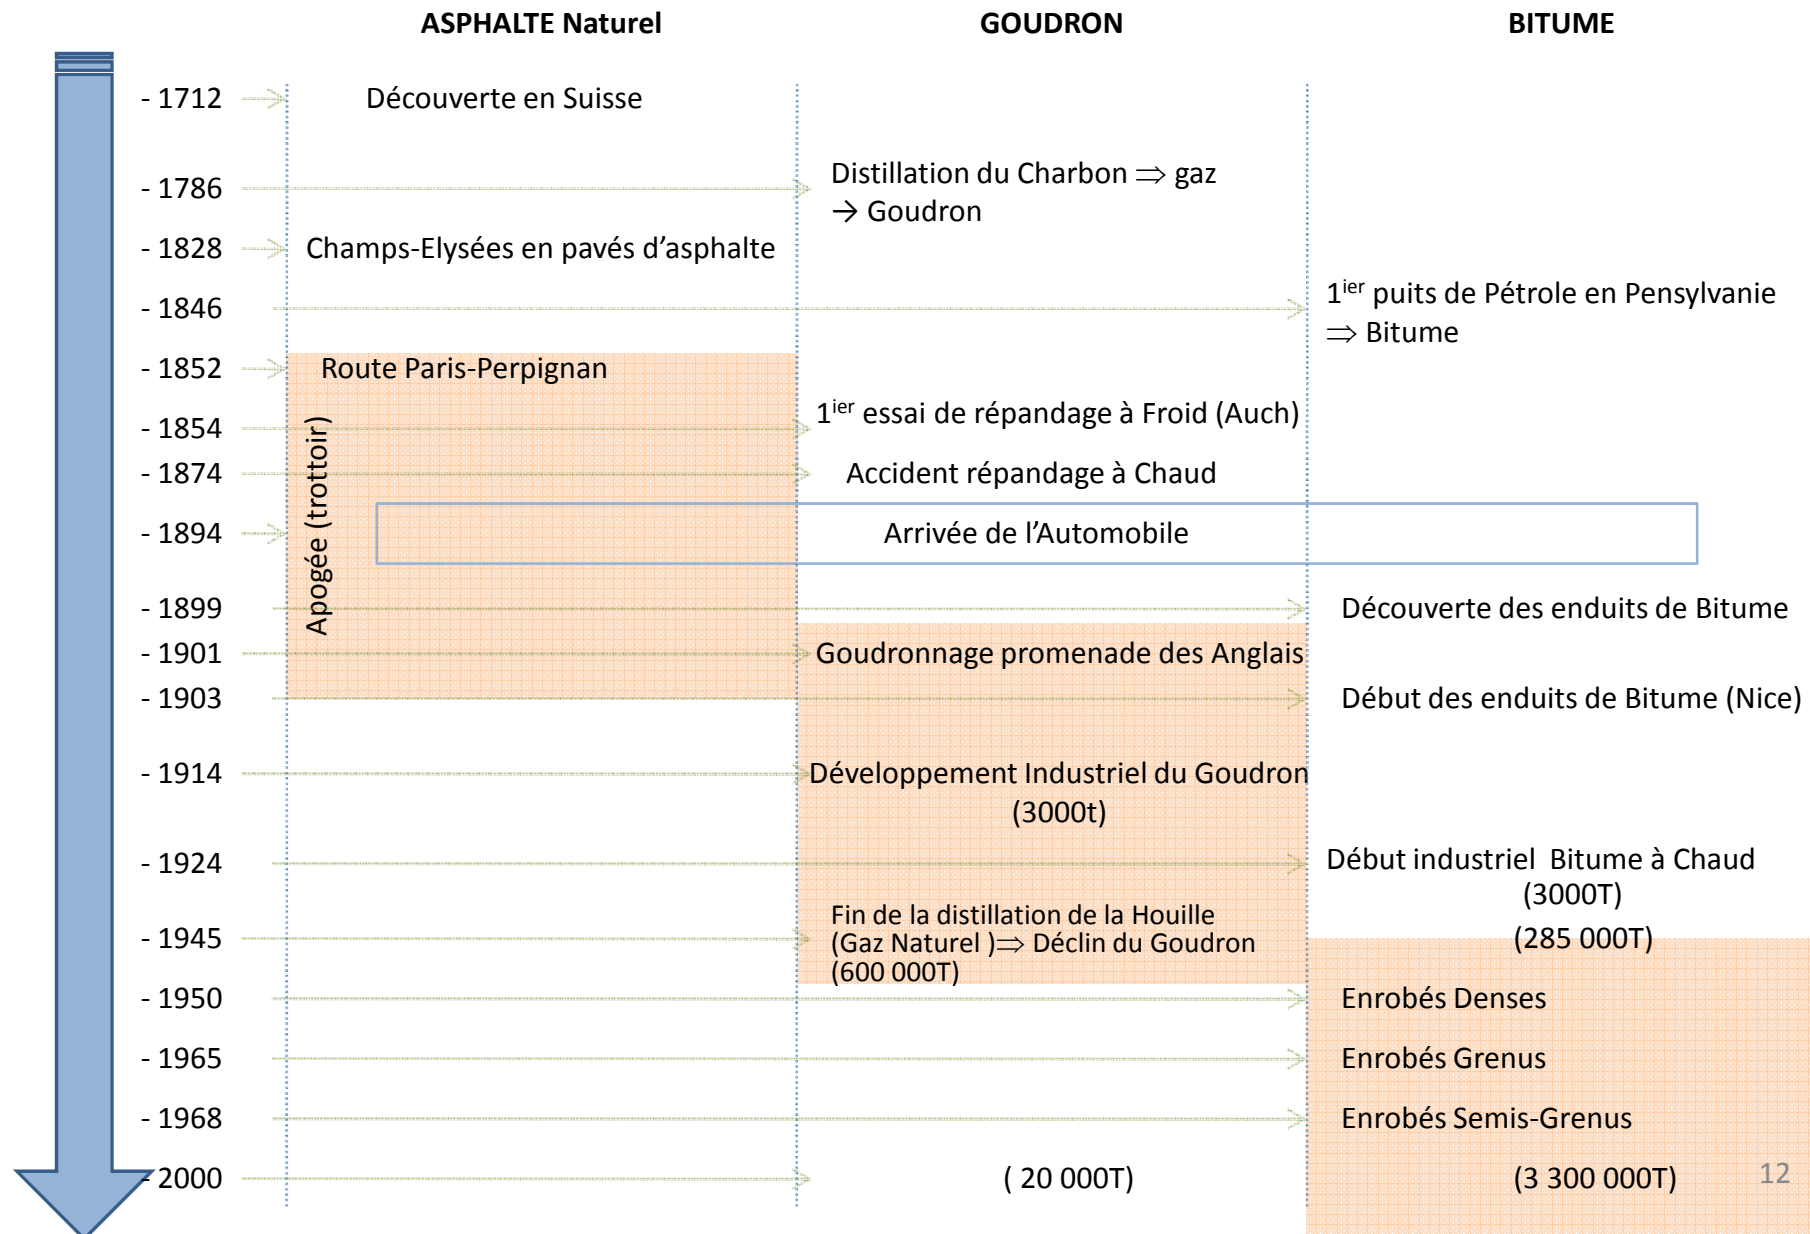 ASPHALTE Naturel GOUDRON BITUME
- 1712 Découverte en Suisse
- 1786 Distillation du Charbon ⇒ gaz
→ Goudron
- 1828 Champs-Elysées en pavés d’asphalte
- 1846 1ier puits de Pétrole en Pensylvanie
⇒ Bitume
- 1852 Route Paris-Perpignan
Apogée (trottoir)
- 1854 1ier essai de répandage à Froid (Auch)
- 1874 Accident répandage à Chaud
- 1894 Arrivée de l’Automobile
- 1899 Découverte des enduits de Bitume
- 1901 Goudronnage promenade des Anglais
- 1903 Début des enduits de Bitume (Nice)
- 1914 Développement Industriel du Goudron
(3000t)
- 1924 Début industriel Bitume à Chaud
(3000T)
- 1945 Fin de la distillation de la Houille
(Gaz Naturel )⇒ Déclin du Goudron
(600 000T)
(285 000T)
- 1950 Enrobés Denses
- 1965 Enrobés Grenus
- 1968 Enrobés Semis-Grenus
- 2000 ( 20 000T) (3 300 000T)
12